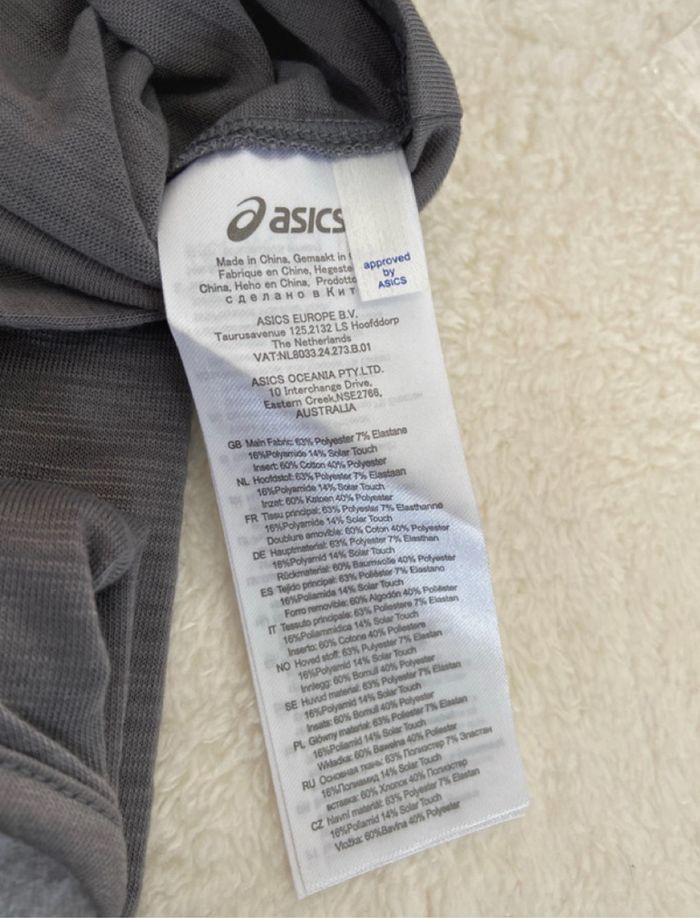 asics
Made in China, Gemaakt in
Fabrique en Chine, Hegeste
China, Heho en China, Prodotto
сделано в Кит
approved
by
ASICS
ASICS EUROPE B.V.
Taurusavenue 125,2132 LS Hoofddorp
The Netherlands
VAT:NL8033.24.273.B.01
ASICS OCEANIA PTY.LTD.
10 Interchange Drive,
Eastern Creek,NSE2766,
AUSTRALIA
GB Main Fabric: 63% Polyester 7% Elastane
16%Polyamide 14% Solar Touch
Insert: 60% Cotton 40% Polyester
NL Hoofdstof: 63% Polyester 7% Elastaan
16%Polyamide 14% Solar Touch
Inzet: 60% Katoen 40% Polyester
FR Tissu principal: 63% Polyester 7% Elasthanne
16%Polyamide 14% Solar Touch
Doublure amovible: 60% Coton 40% Polyester
DE Hauptmaterial: 63% Polyester 7% Elasthan
16%Polyamid 14% Solar Touch
Rückmaterial: 60% Baumwolle 40% Polyester
ES Tejido principal: 63% Poliéster 7% Elastano
16%Poliamida 14% Solar Touch
Forro removible: 60% Algodón 40% Poliéster
IT Tessuto principale: 63% Poliestere 7% Elastan
16%Poliammidica 14% Solar Touch
Inserto: 60% Cotone 40% Poliestere
NO Hoved stoff: 63% Pulyester 7% Elastan
16%Polyamid 14% Solar Touch
Innlegg: 60% Bomull 40% Polyester
SE Huvud material: 63% Polyester 7% Elastan
16%Polyamid 14% Solar Touch
Insats: 60% Bomull 40% Polyester
PL Główny material: 63% Poliester 7% Elastan
16%Poliamid 14% Solar Touch
Wkładka: 60% Bawełna 40% Poliester
RU Основная ткань: 63% Полиэстер 7% Эластан
16%Полиамид 14% Solar Touch
вставка: 60% Хлопок 40% Полиэстер
CZ hlavní materiál: 63% Polyester 7% Elastan
16%Poliamid 14% Solar Touch
Vložka: 60%Bavlna 40% Polyester